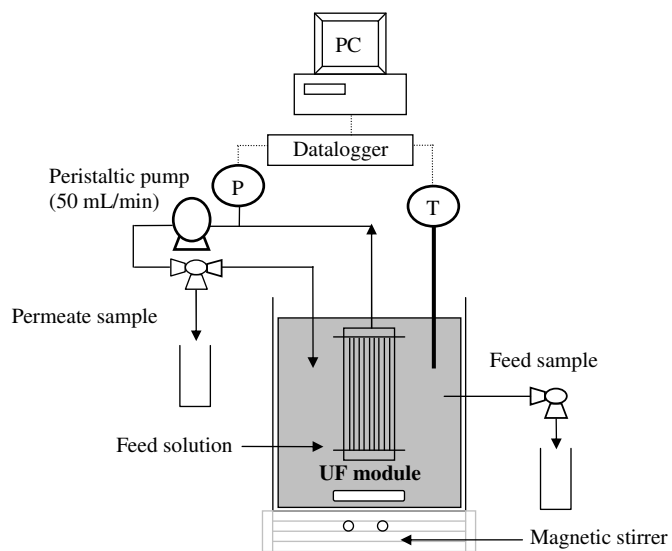 PC
Datalogger
Peristaltic pump
(50 mL/min)
P
T
Permeate sample
Feed sample
Feed solution
UF module
Magnetic stirrer